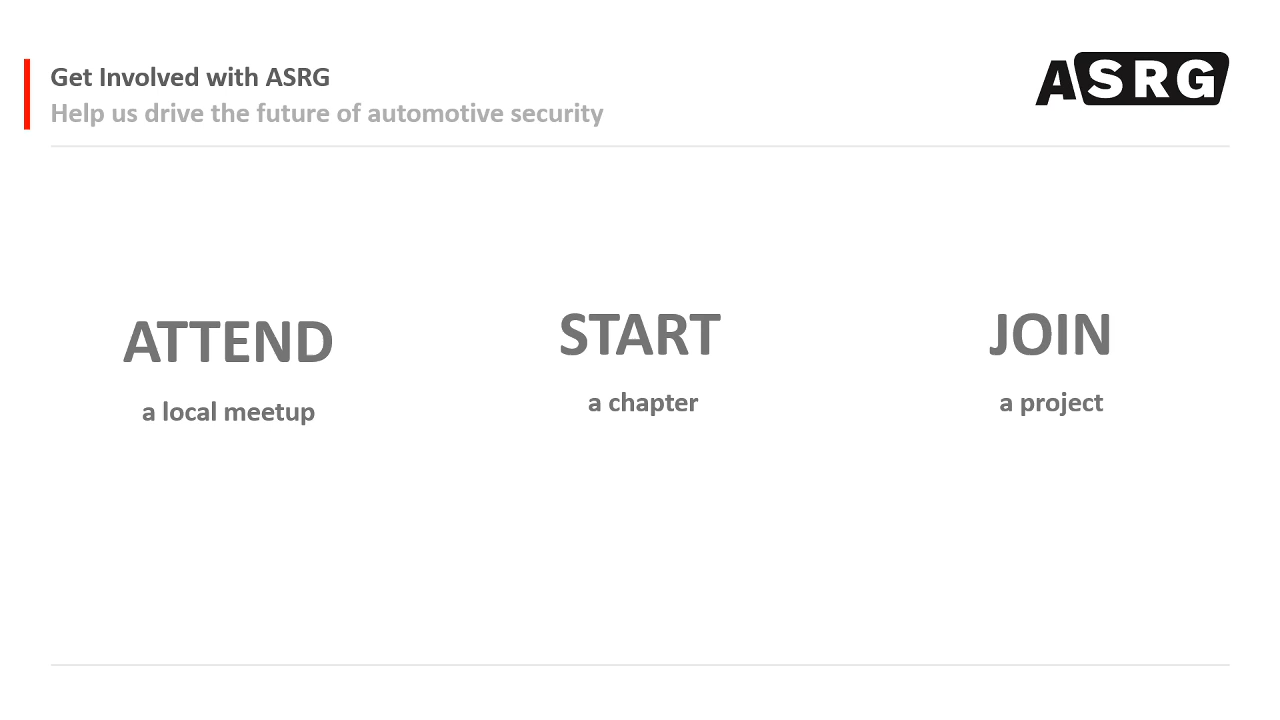 Get Involved with ASRG
Help us drive the future of automotive security
ASRG
ATTEND
a local meetup
START
a chapter
JOIN
a project